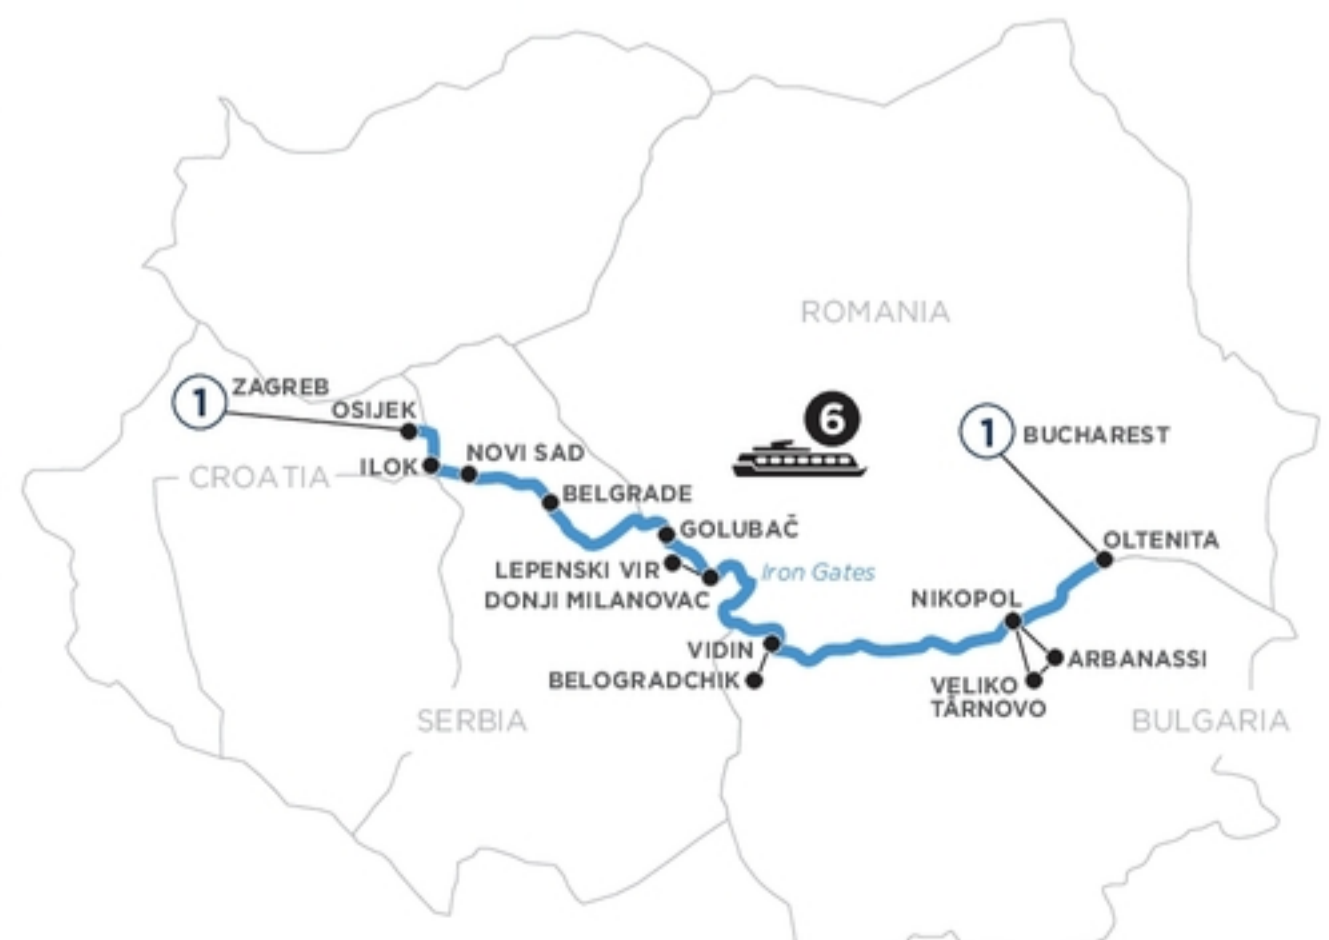 ROMANIA
1
ZAGREB
OSIJEK
6
1
BUCHAREST
CROATIA
ILOK
NOVI SAD
BELGRADE
GOLUBAČ
OLTENITA
LEPENSKI VIR
Iron Gates
DONJI MILANOVAC
NIKOPOL
VIDIN
ARBANASSI
BELOGRADCHIK
VELIKO
TÅRNOVO
SERBIA
BULGARIA